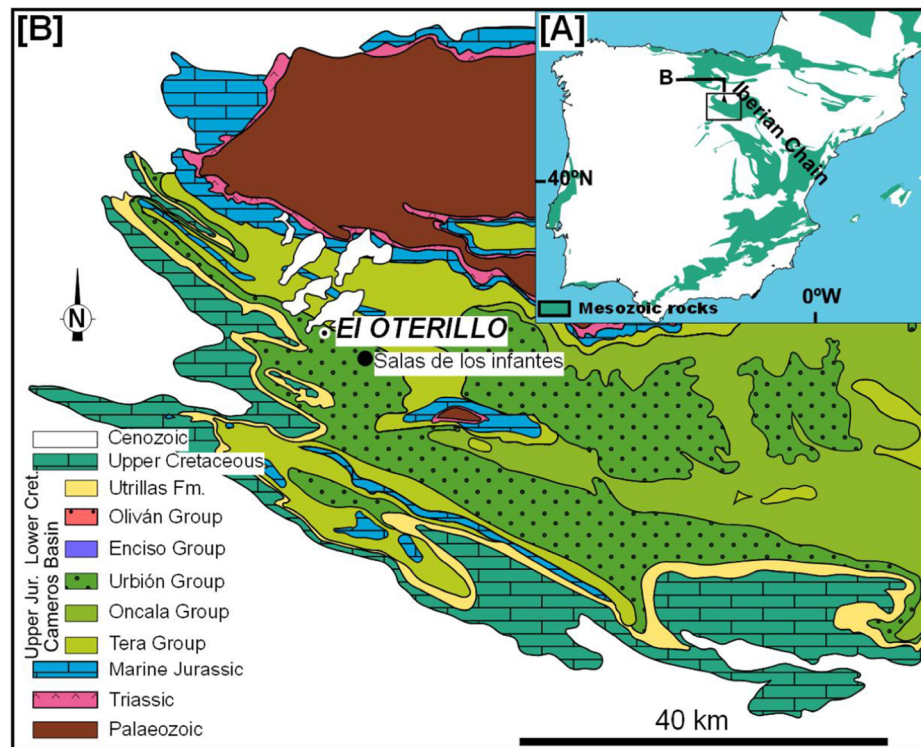 [B]
[A]
B
Iberian Chain
40ºN
0ºW
Mesozoic rocks
N
El OTERILLO
Salas de los infantes
Cenozoic
Upper Cretaceous
Utrillas Fm.
Oliván Group
Enciso Group
Urbión Group
Oncala Group
Tera Group
Marine Jurassic
Triassic
Palaeozoic
Upper Jur. Lower Cret.
Cameros Basin
40 km